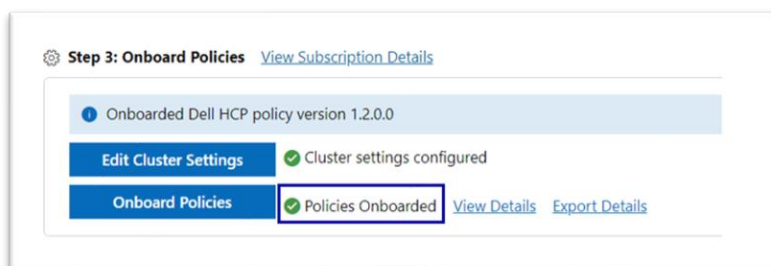 Step 3: Onboard Policies View Subscription Details
Onboarded Dell HCP policy version 1.2.0.0
Edit Cluster Settings Cluster settings configured
Onboard Policies Policies Onboarded View Details Export Details